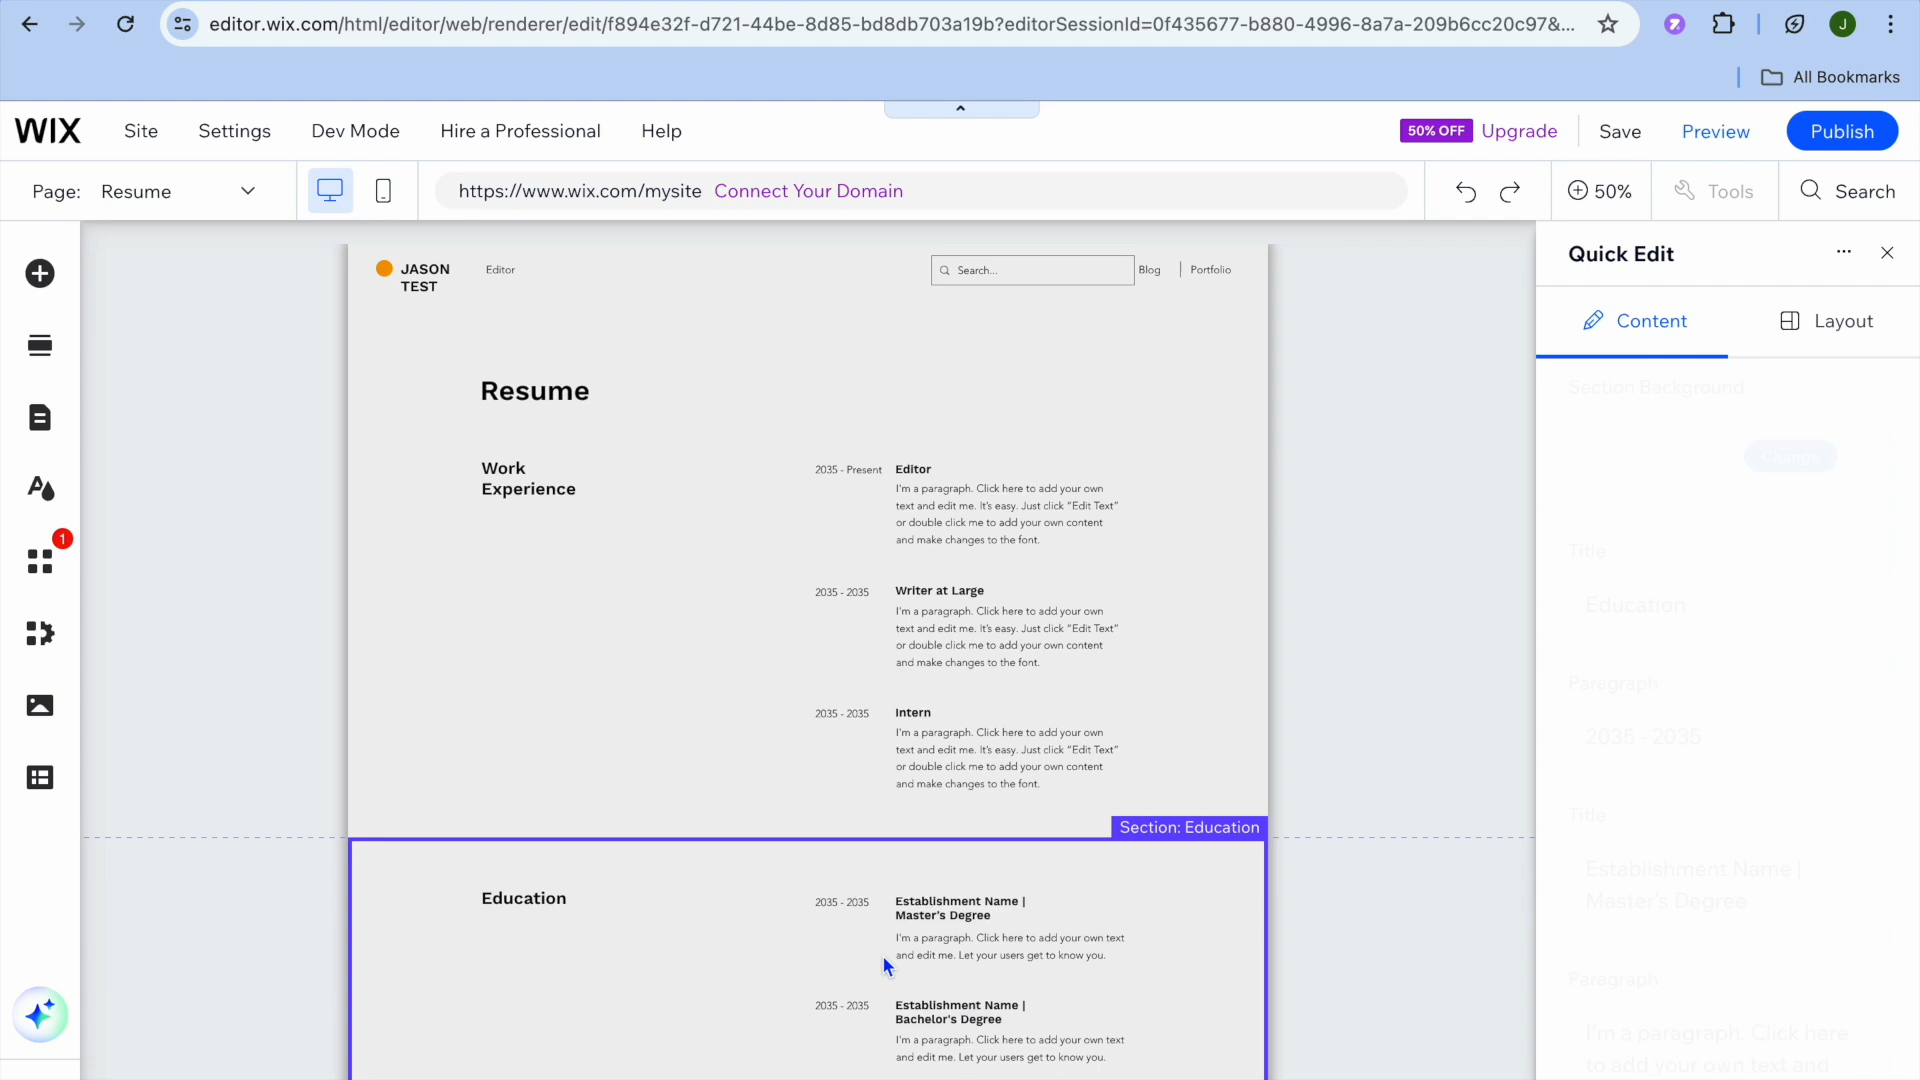 editor.wix.com/html/editor/web/renderer/edit/f894e32f-d721-44be-8d85-bd8db703a19b?editorSessionId=0f435677-b880-4996-8a7a-209b6cc20c97&...
J
All Bookmarks
WIX
Site
Settings
Dev Mode
Hire a Professional
Help
50% OFF
Upgrade
Save
Preview
Publish
Page: Resume
https://www.wix.com/mysite Connect Your Domain
50%
Tools
Search
1
JASON
TEST
Editor
Search...
Blog
Portfolio
Resume
Work
Experience
2035 - Present
Editor
I'm a paragraph. Click here to add your own
text and edit me. It's easy. Just click “Edit Text”
or double click me to add your own content
and make changes to the font.
2035 - 2035
Writer at Large
I'm a paragraph. Click here to add your own
text and edit me. It's easy. Just click “Edit Text”
or double click me to add your own content
and make changes to the font.
2035 - 2035
Intern
I'm a paragraph. Click here to add your own
text and edit me. It's easy. Just click “Edit Text”
or double click me to add your own content
and make changes to the font.
Section: Education
Education
2035 - 2035
Establishment Name |
Master's Degree
I'm a paragraph. Click here to add your own text
and edit me. Let your users get to know you.
2035 - 2035
Establishment Name |
Bachelor's Degree
I'm a paragraph. Click here to add your own text
and edit me. Let your users get to know you.
Quick Edit
Content
Layout
Section Background
Change
Title
Education
Paragraph
2035 - 2035
Title
Establishment Name |
Master's Degree
Paragraph
I'm a paragraph. Click here
to add your own text and